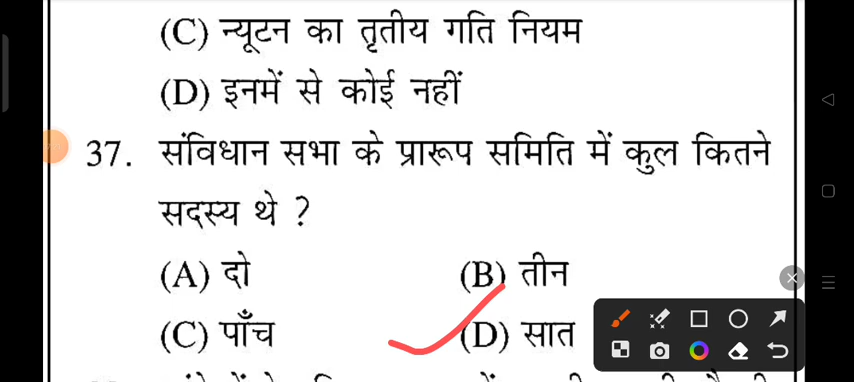 (C) न्यूटन का तृतीय गति नियम
(D) इनमें से कोई नहीं
37. संविधान सभा के प्रारूप समिति में कुल कितने
सदस्य थे ?
(A) दो (B) तीन
(C) पाँच (D) सात